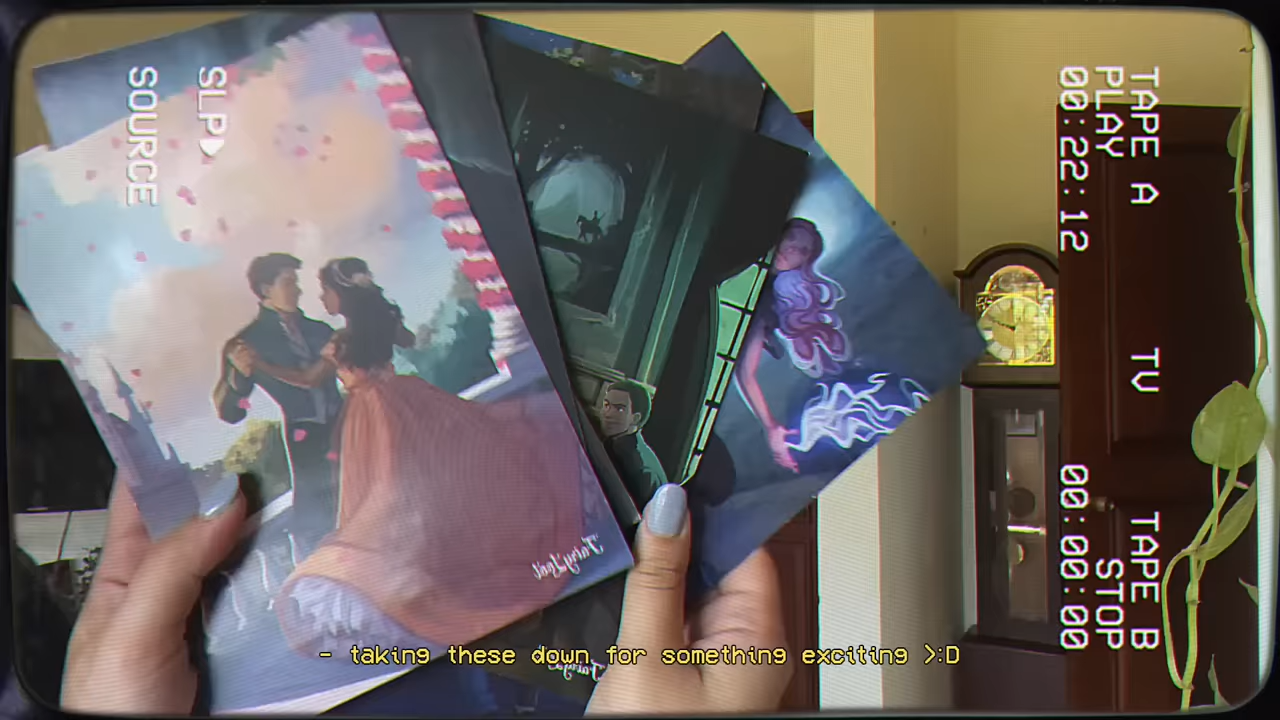 SLP▶
SOURCE
TAPE A
PLAY
00:22:12
TV
TAPE B
STOP
00:00:00
FairyLoot
- taking these down for something exciting >:D